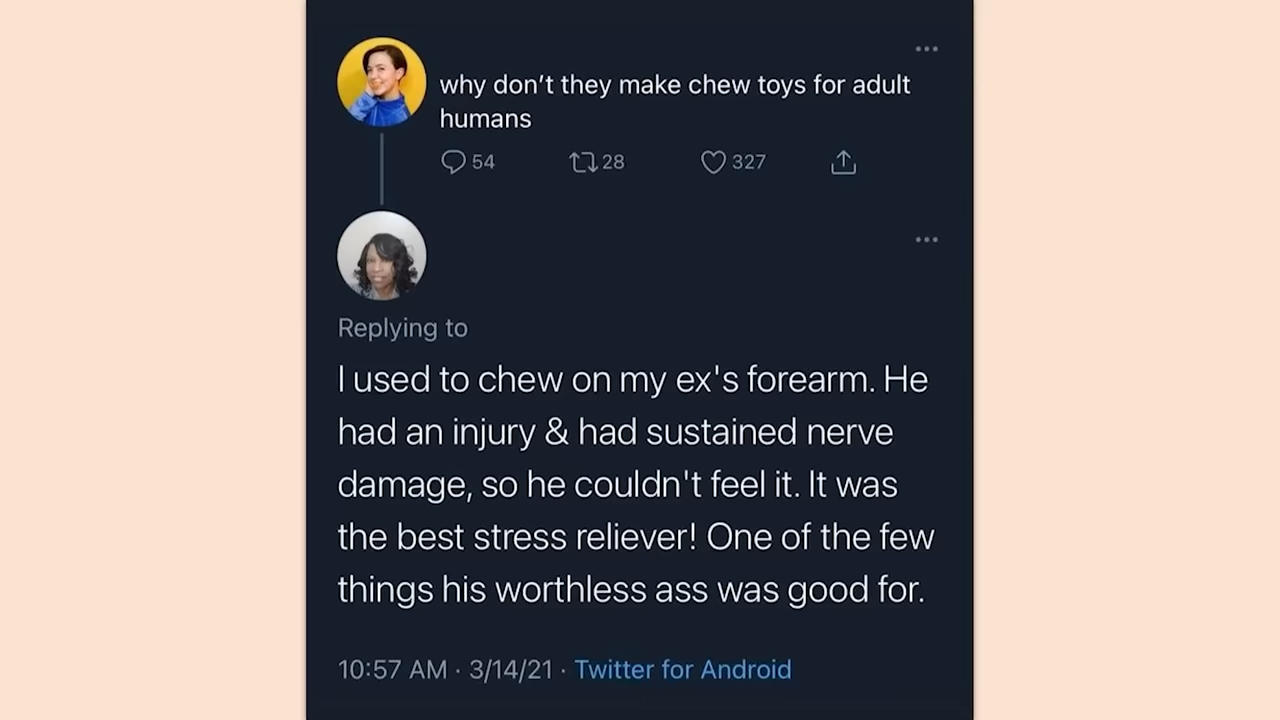 why don’t they make chew toys for adult
humans
54 28 327
Replying to
I used to chew on my ex's forearm. He
had an injury & had sustained nerve
damage, so he couldn't feel it. It was
the best stress reliever! One of the few
things his worthless ass was good for.
10:57 AM · 3/14/21 · Twitter for Android